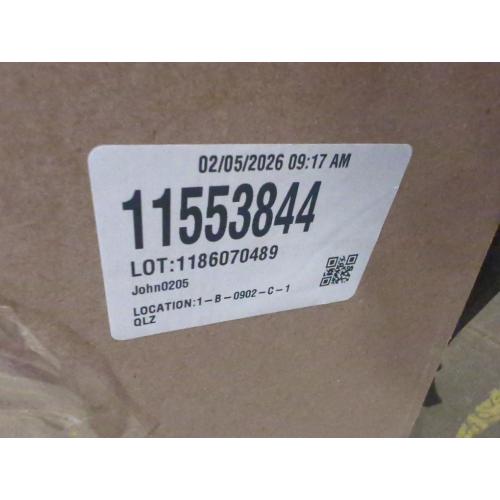 02/05/2026 09:17 AM
11553844
LOT:1186070489
John0205
LOCATION:1-B-0902-C-1
QLZ